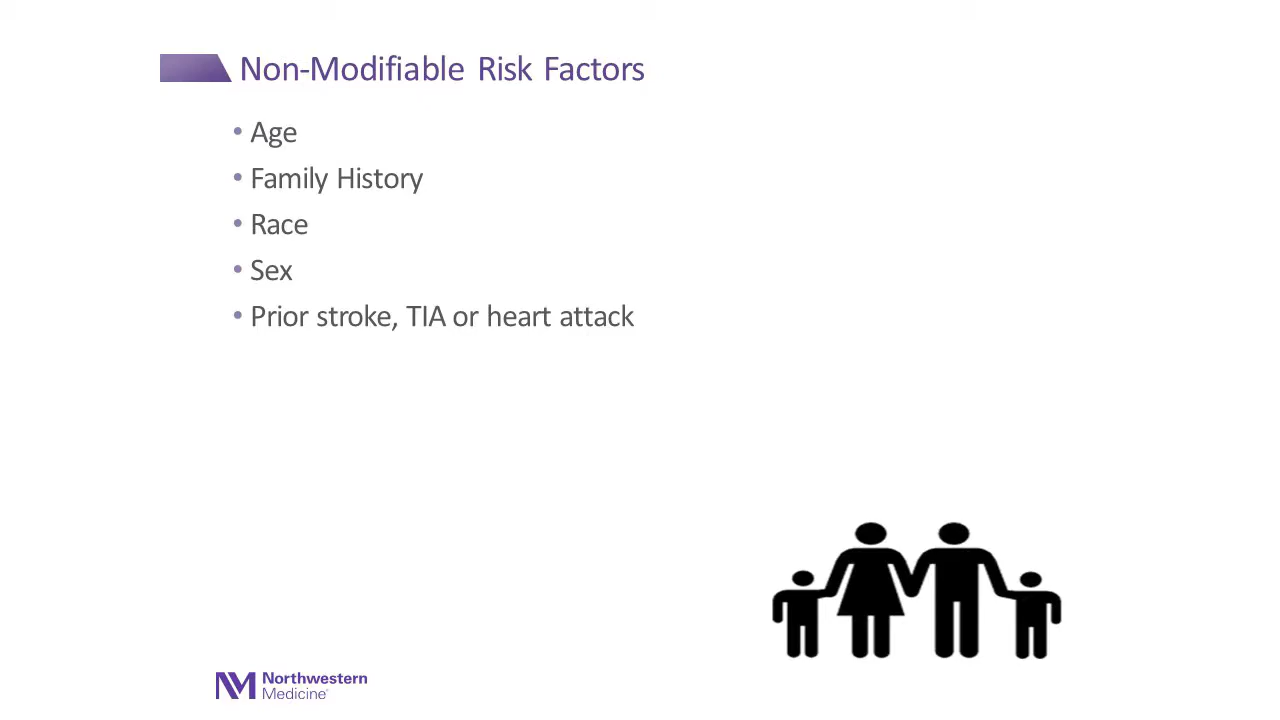 Non-Modifiable Risk Factors
• Age
• Family History
• Race
• Sex
• Prior stroke, TIA or heart attack
Northwestern
Medicine